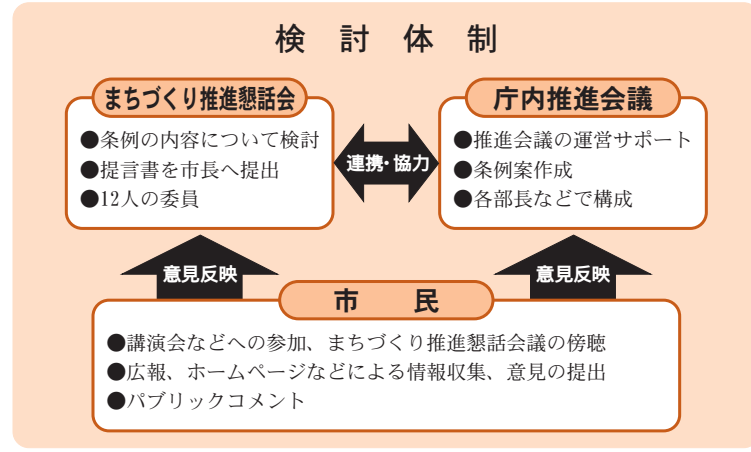 検討体制
まちづくり推進懇話会
●条例の内容について検討
●提言書を市長へ提出
●12人の委員
連携・協力
庁内推進会議
●推進会議の運営サポート
●条例案作成
●各部長などで構成
意見反映
意見反映
市民
●講演会などへの参加、まちづくり推進懇話会議の傍聴
●広報、ホームページなどによる情報収集、意見の提出
●パブリックコメント